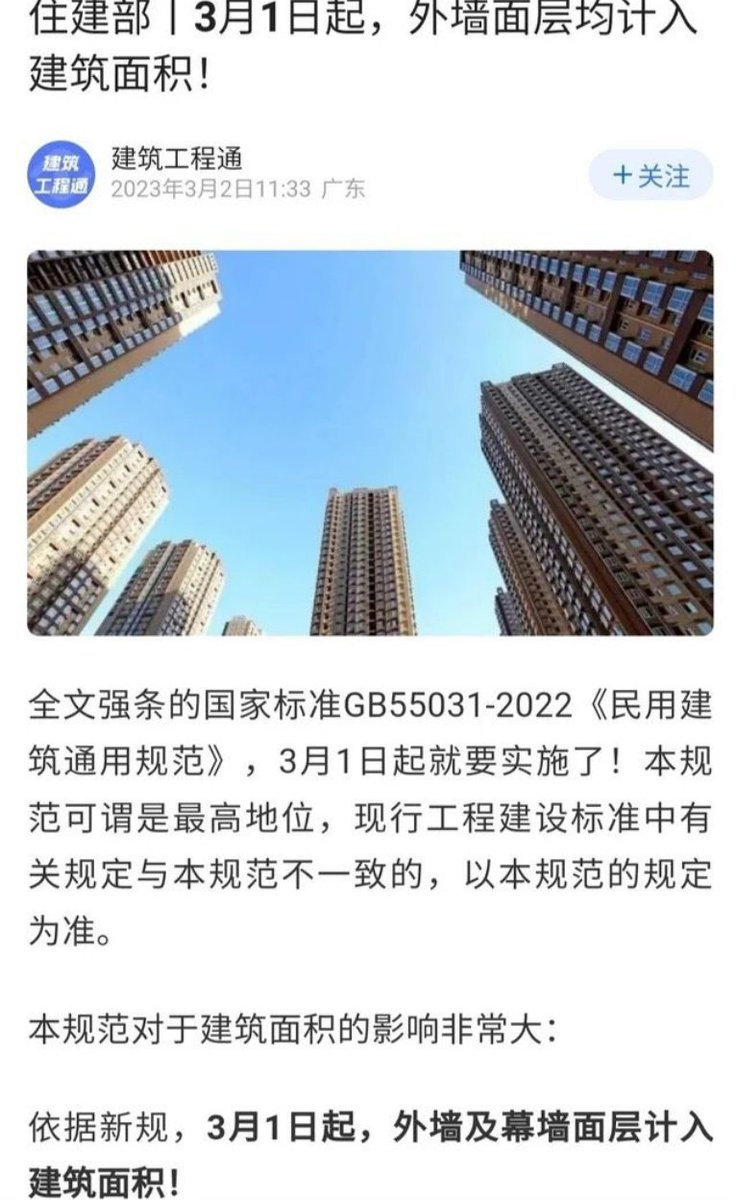 住建部丨3月1日起，外墙面层均计入
建筑面积！
建筑
工程通
建筑工程通
2023年3月2日11:33 广东
+关注
全文强条的国家标准GB55031-2022《民用建
筑通用规范》，3月1日起就要实施了！本规
范可谓是最高地位，现行工程建设标准中有
关规定与本规范不一致的，以本规范的规定
为准。
本规范对于建筑面积的影响非常大：
依据新规，3月1日起，外墙及幕墙面层计入
建筑面积！